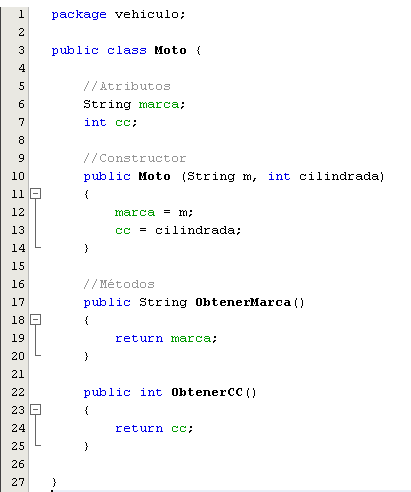 1 package vehiculo;
2
3 public class Moto {
4
5 //Atributos
6 String marca;
7 int cc;
8
9 //Constructor
10 public Moto (String m, int cilindrada)
11 {
12 marca = m;
13 cc = cilindrada;
14 }
15
16 //Métodos
17 public String ObtenerMarca()
18 {
19 return marca;
20 }
21
22 public int ObtenerCC()
23 {
24 return cc;
25 }
26
27 }